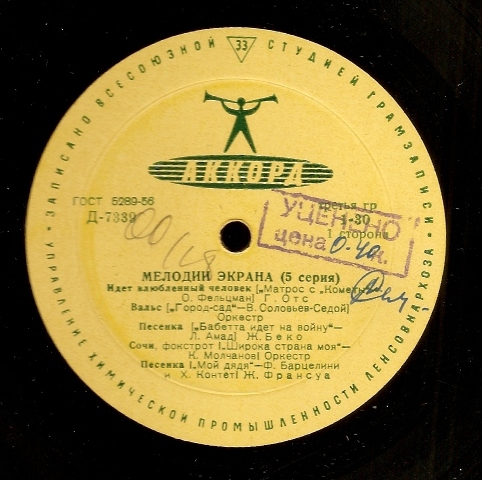 ЗАПИСАНО ВСЕСОЮЗНОЙ СТУДИЕЙ ГРАМЗАПИСИ
33
АККОРД
ГОСТ 5289-56
Д-7339
третья гр
1-30
1 сторона
УЦЕНЕНО
цена 0-40 к.
МЕЛОДИИ ЭКРАНА (5 серия)
Идет влюбленный человек [„Матрос с „Кометы“—
О. Фельцман] Г. Отс
Вальс [„Город-сад“—В. Соловьев-Седой]
Оркестр
Песенка [„Бабетта идет на войну“—
Л. Амад] Ж. Беко
Сочи, фокстрот [„Широка страна моя“—
К. Молчанов] Оркестр
Песенка [„Мой дядя“—Ф. Барцелини
и Х. Контет] Ж. Франсуа
УПРАВЛЕНИЕ ХИМИЧЕСКОЙ ПРОМЫШЛЕННОСТИ ЛЕНСОВНАРХОЗА